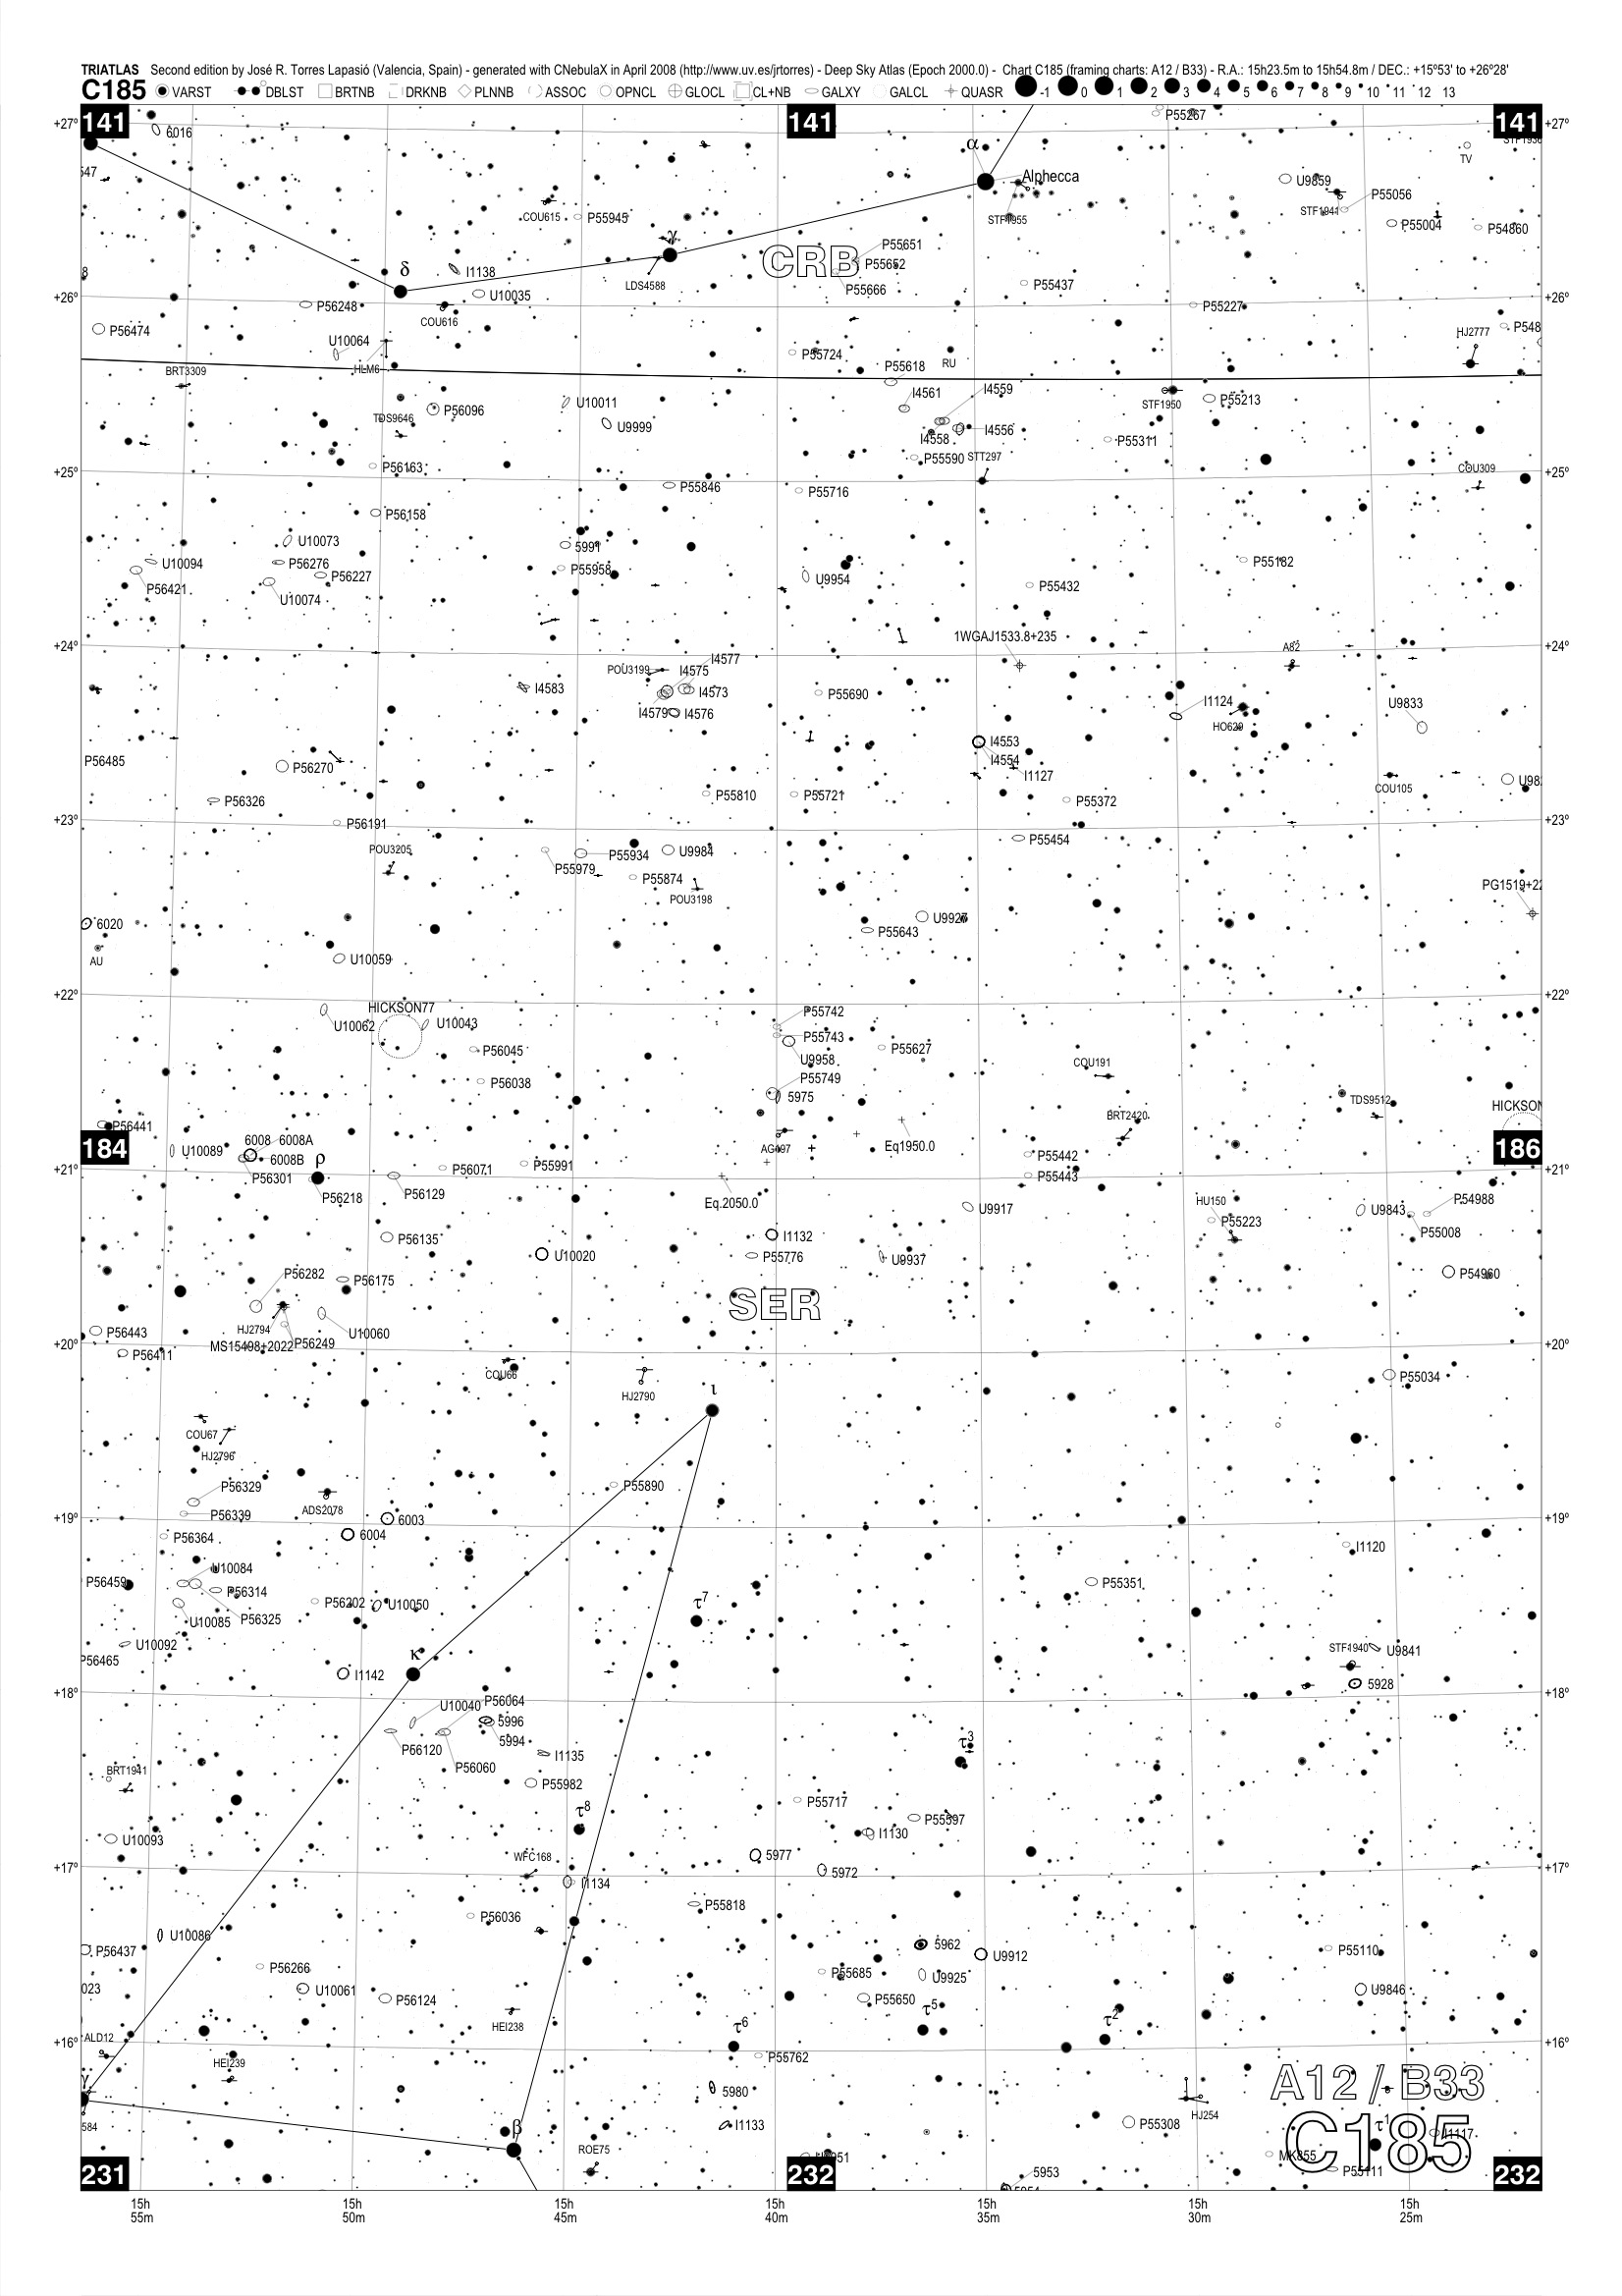 TRIATLAS Second edition by José R. Torres Lapasió (Valencia, Spain) - generated with CNebulaX in April 2008 (http://www.uv.es/jrtorres) - Deep Sky Atlas (Epoch 2000.0) - Chart C185 (framing charts: A12 / B33) - R.A.: 15h23.5m to 15h54.8m / DEC.: +15°53' to +26°28'
C185 VARST DBLST BRTNB DRKNB PLNNB ASSOC OPNCL GLOCL CL+NB GALXY GALCL QUASR -1 0 1 2 3 4 5 6 7 8 9 10 11 12 13
141 141 141
+27° 6016 P55267 +27°
α TV
Alphecca U9859 P55056
COU615 P55945 STF1955 STF1941 P55004 P54860
γ CRB P55651
δ I1138 P55652
LDS4588 P55666 P55437
+26° P56248 U10035 P55227 +26°
COU616
P56474 U10064 HJ2777
P55724 RU
BRT3309 HLM6 P55618
I4561 I4559
TDS9646 P56096 U10011 STF1950 P55213
U9999 I4558 I4556 P55311
+25° P56163 P55590 STT297 COU309 +25°
P55846 P55716
P56158
U10073 5991
U10094 P56276 P55958 P55182
P56421 P56227 U9954 P55432
U10074
+24° 1WGAJ1533.8+235 A82 +24°
I4577
POU3199 I4575
I4583 I4573 P55690 I1124 U9833
I4579 I4576 HO629
I4553
P56485 P56270 I4554
I1127
P56326 P55810 P55721 P55372 COU105
+23° P56191 P55454 +23°
POU3205 P55934 U9984
P55979 P55874
POU3198 PG1519+22
6020 U9926 P55643
AU U10059
+22° HICKSON77 +22°
U10062 U10043 P55742
P56045 P55743 P55627
P56038 U9958 COU191
P55749
5975 BRT2420 TDS9512 HICKSON
P56441
184 U10089 6008 6008A AG497 Eq1950.0 186
6008B ρ
+21° P56301 P56071 P55991 P55442 +21°
P56218 P56129 P55443
Eq.2050.0 U9917 HU150 U9843 P54988
P56135 I1132 P55223 P55008
U10020 P55776 U9937
P56282 P56175 P54960
HJ2794 SER
P56443 MS15498+2022 P56249 U10060
+20° P56411 +20°
COU66 HJ2790 P55034
ι
COU67
HJ2796
P56329 P55890
P56339 ADS2078
+19° 6003 +19°
P56364 6004 I1120
P56459 U10084 P55351
P56314 P56202 U10050 τ7
U10085 P56325
U10092 κ STF1940 U9841
P56465 I1142 5928
+18° U10040 P56064 +18°
5996
P56120 5994 τ3
P56060 I1135
BRT1941 P55982
τ8 P55717 P55597
U10093 I1130
+17° WFC168 5977 5972 +17°
I1134
P56036 P55818
U10086 5962
P56437 P56266 U9912 P55110
023 U10061 P56124 P55685 U9925 U9846
HEI238 P55650
ALD12 τ6 τ5 τ2
+16° HEI239 P55762 +16°
γ A12 / B33
584 5980 HJ254
β I1133 P55308 τ1 I1117
ROE75 C185
MK855
231 232 5953 P55111 232
15h 15h 15h 15h 15h 15h 15h
55m 50m 45m 40m 35m 30m 25m